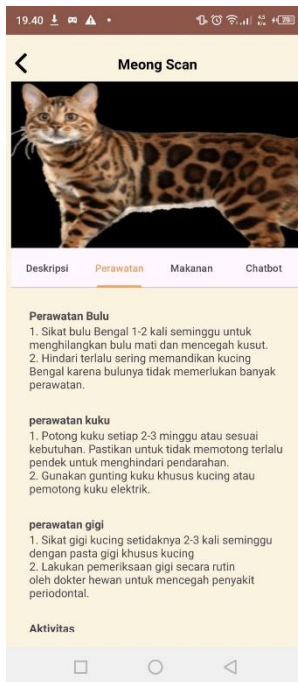 19.40
Meong Scan
Deskripsi Perawatan Makanan Chatbot
Perawatan Bulu
1. Sikat bulu Bengal 1-2 kali seminggu untuk
menghilangkan bulu mati dan mencegah kusut.
2. Hindari terlalu sering memandikan kucing
Bengal karena bulunya tidak memerlukan banyak
perawatan.
perawatan kuku
1. Potong kuku setiap 2-3 minggu atau sesuai
kebutuhan. Pastikan untuk tidak memotong terlalu
pendek untuk menghindari pendarahan.
2. Gunakan gunting kuku khusus kucing atau
pemotong kuku elektrik.
perawatan gigi
1. Sikat gigi kucing setidaknya 2-3 kali seminggu
dengan pasta gigi khusus kucing
2. Lakukan pemeriksaan gigi secara rutin
oleh dokter hewan untuk mencegah penyakit
periodontal.
Aktivitas